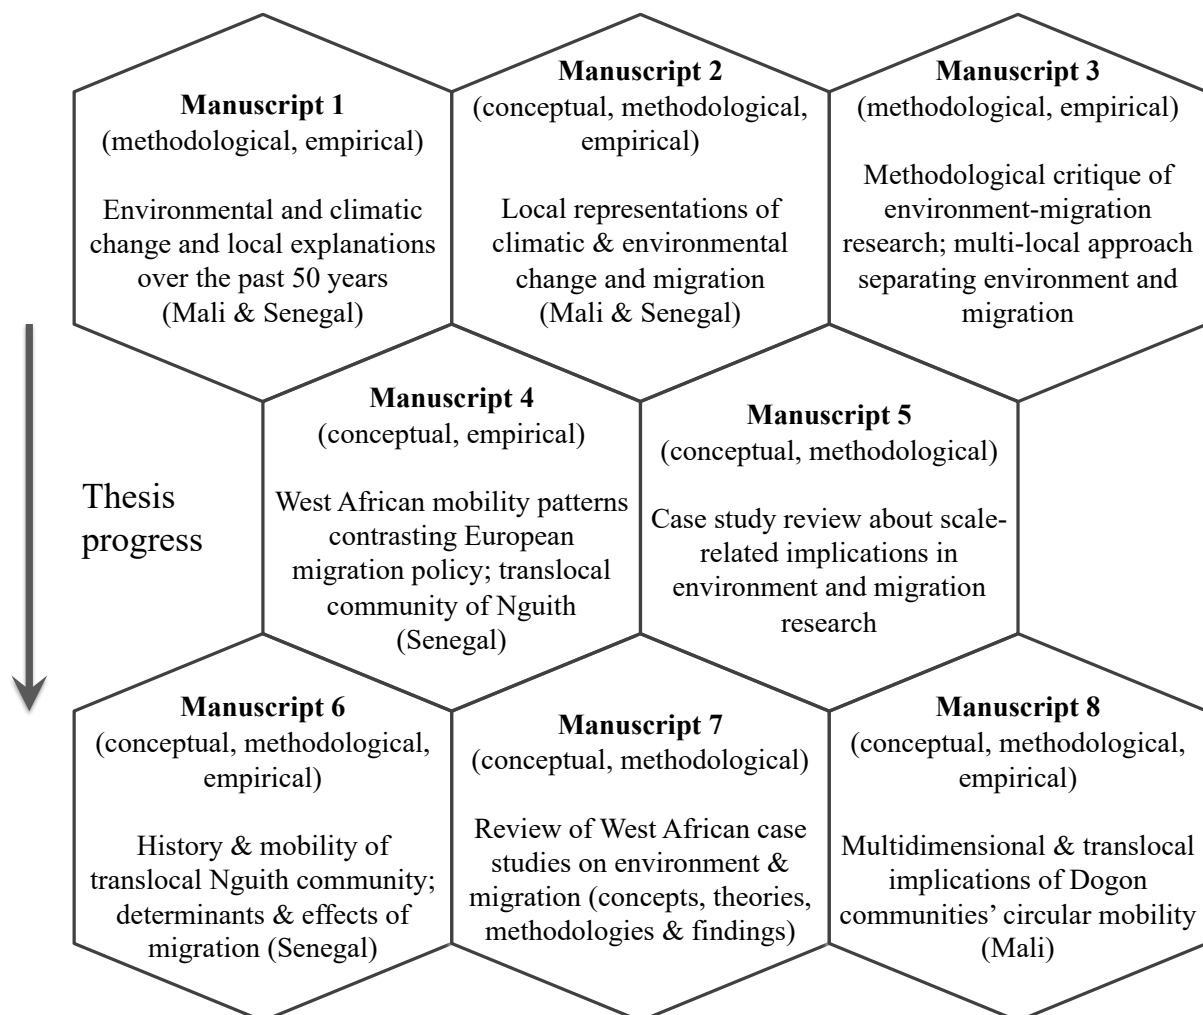 Manuscript 1
(methodological, empirical)
Environmental and climatic
change and local explanations
over the past 50 years
(Mali & Senegal)
Manuscript 2
(conceptual, methodological,
empirical)
Local representations of
climatic & environmental
change and migration
(Mali & Senegal)
Manuscript 3
(methodological, empirical)
Methodological critique of
environment-migration
research; multi-local approach
separating environment and
migration
Thesis
progress
Manuscript 4
(conceptual, empirical)
West African mobility patterns
contrasting European
migration policy; translocal
community of Nguith
(Senegal)
Manuscript 5
(conceptual, methodological)
Case study review about scale-
related implications in
environment and migration
research
Manuscript 6
(conceptual, methodological,
empirical)
History & mobility of
translocal Nguith community;
determinants & effects of
migration (Senegal)
Manuscript 7
(conceptual, methodological)
Review of West African case
studies on environment &
migration (concepts, theories,
methodologies & findings)
Manuscript 8
(conceptual, methodological,
empirical)
Multidimensional & translocal
implications of Dogon
communities’ circular mobility
(Mali)